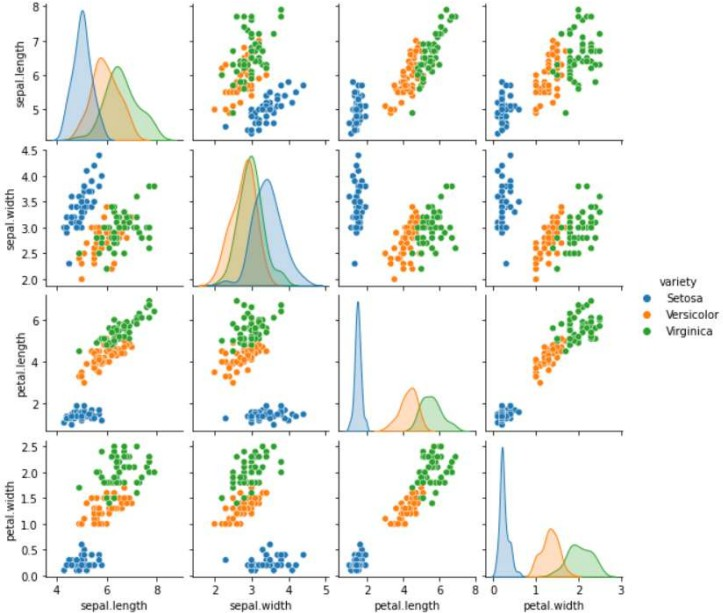 8
7
6
5
sepal.length
4.5
4.0
3.5
3.0
2.5
2.0
sepal.width
variety
Setosa
Versicolor
Virginica
6
4
2
petal.length
2.5
2.0
1.5
1.0
0.5
0.0
petal.width
4 6 8
2 3 4 5
2 4 6 8
0 1 2 3
sepal.length sepal.width petal.length petal.width